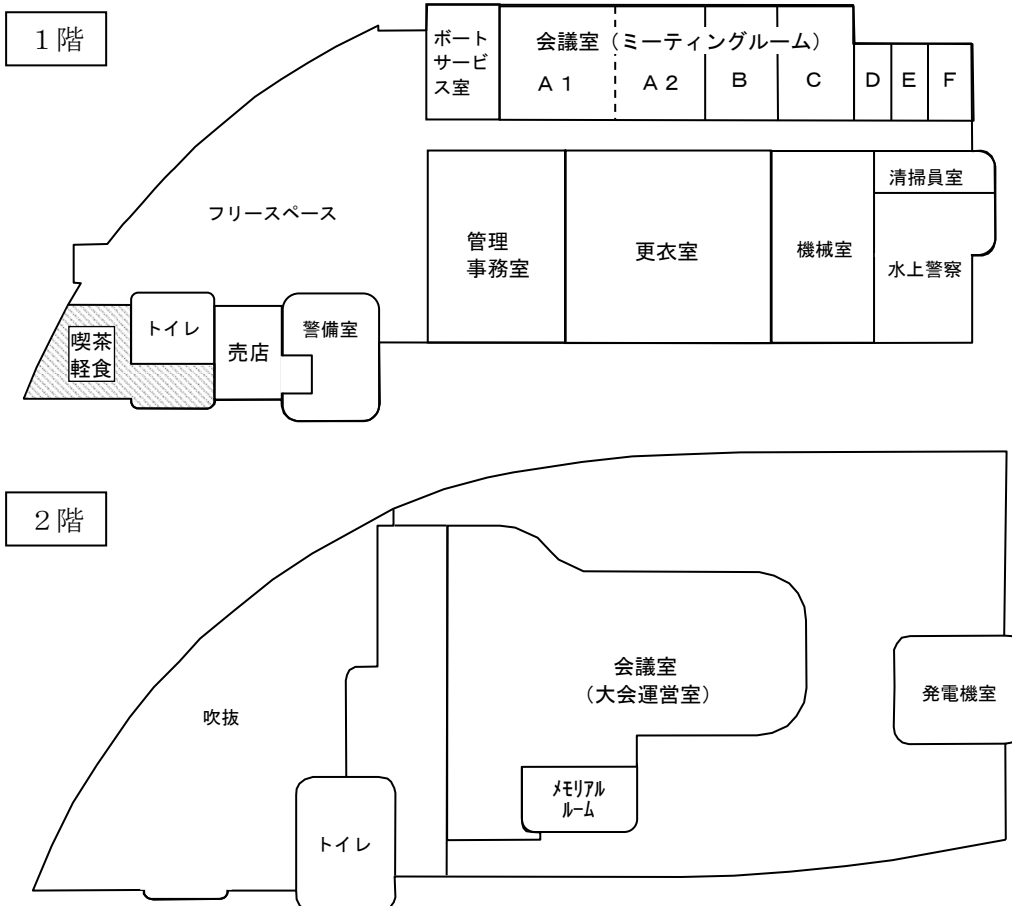 1階
ボート
サービ
ス室
会議室（ミーティングルーム）
A1
A2
B
C
D
E
F
フリースペース
管理
事務室
更衣室
機械室
清掃員室
水上警察
喫茶
軽食
トイレ
売店
警備室
2階
吹抜
会議室
（大会運営室）
発電機室
メモリアル
ルーム
トイレ